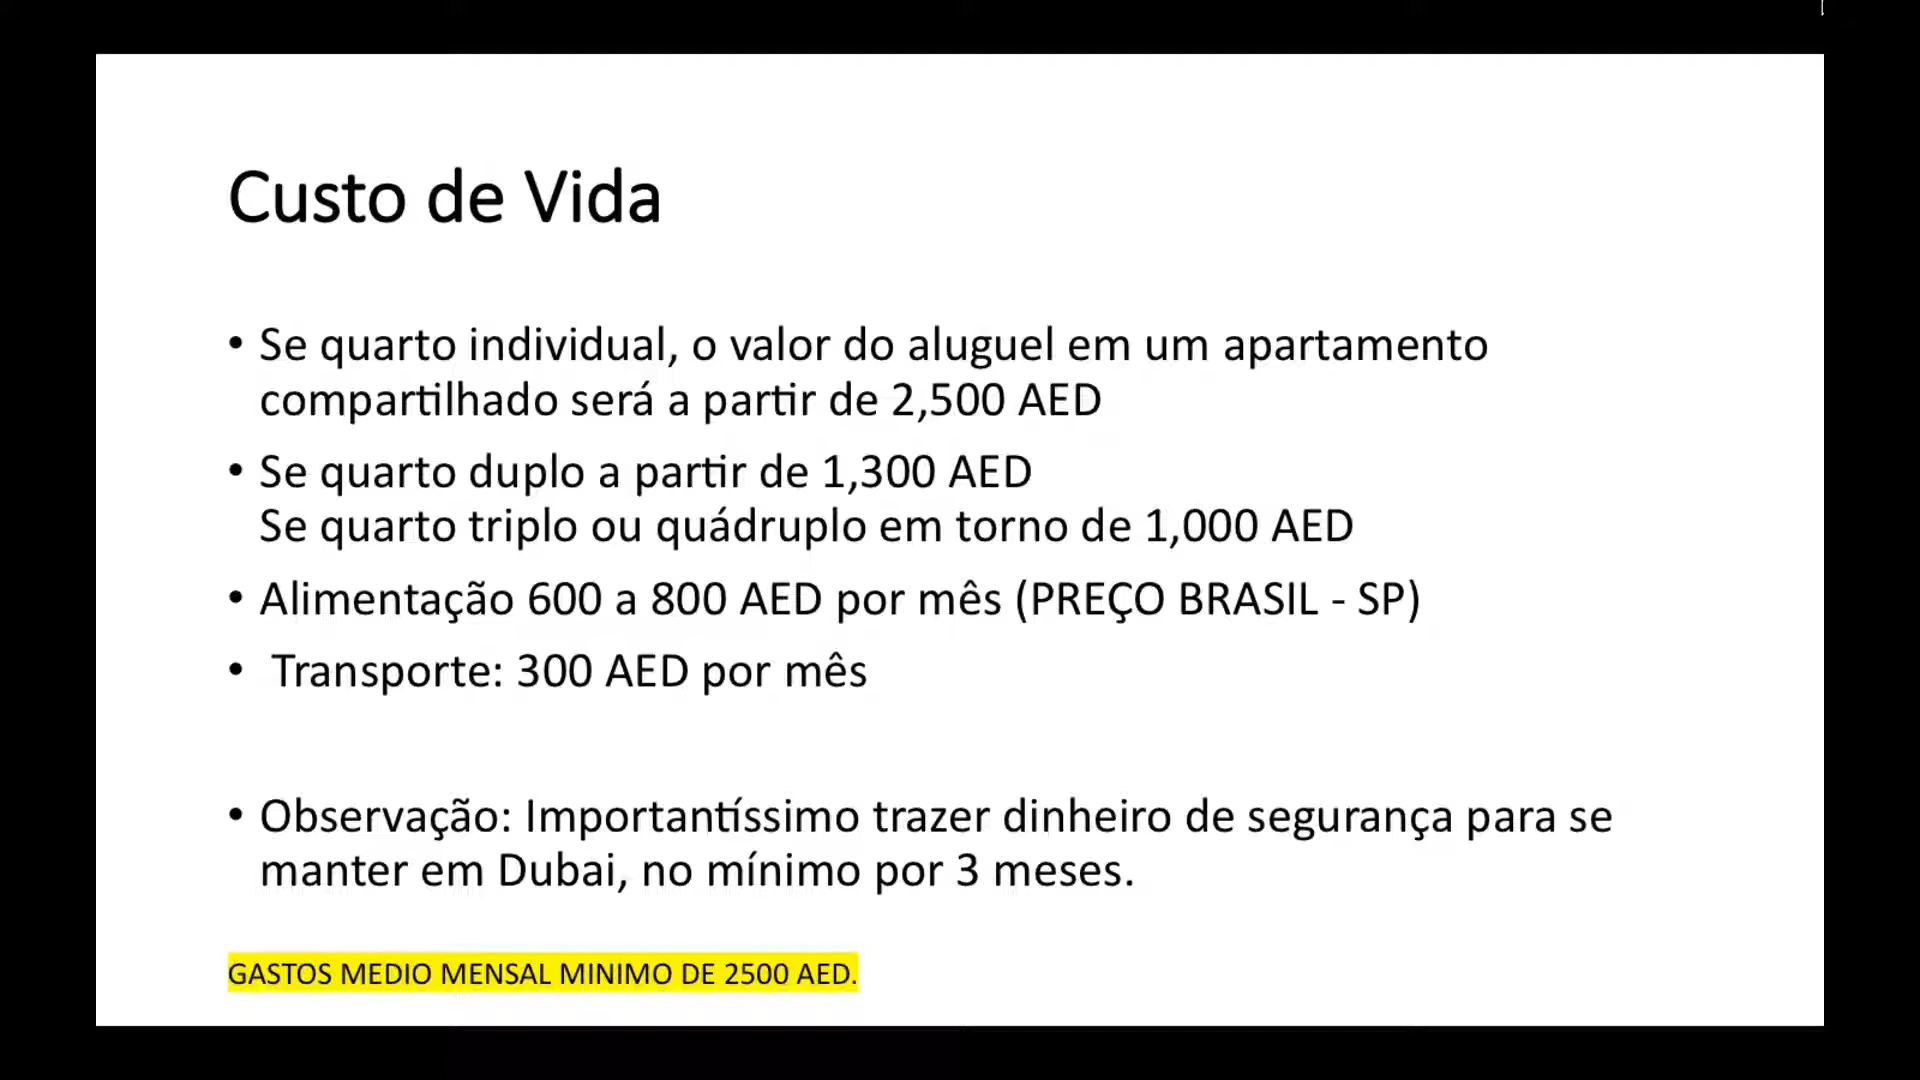 Custo de Vida
• Se quarto individual, o valor do aluguel em um apartamento
compartilhado será a partir de 2,500 AED
• Se quarto duplo a partir de 1,300 AED
Se quarto triplo ou quádruplo em torno de 1,000 AED
• Alimentação 600 a 800 AED por mês (PREÇO BRASIL - SP)
• Transporte: 300 AED por mês
• Observação: Importantíssimo trazer dinheiro de segurança para se
manter em Dubai, no mínimo por 3 meses.
GASTOS MEDIO MENSAL MINIMO DE 2500 AED.